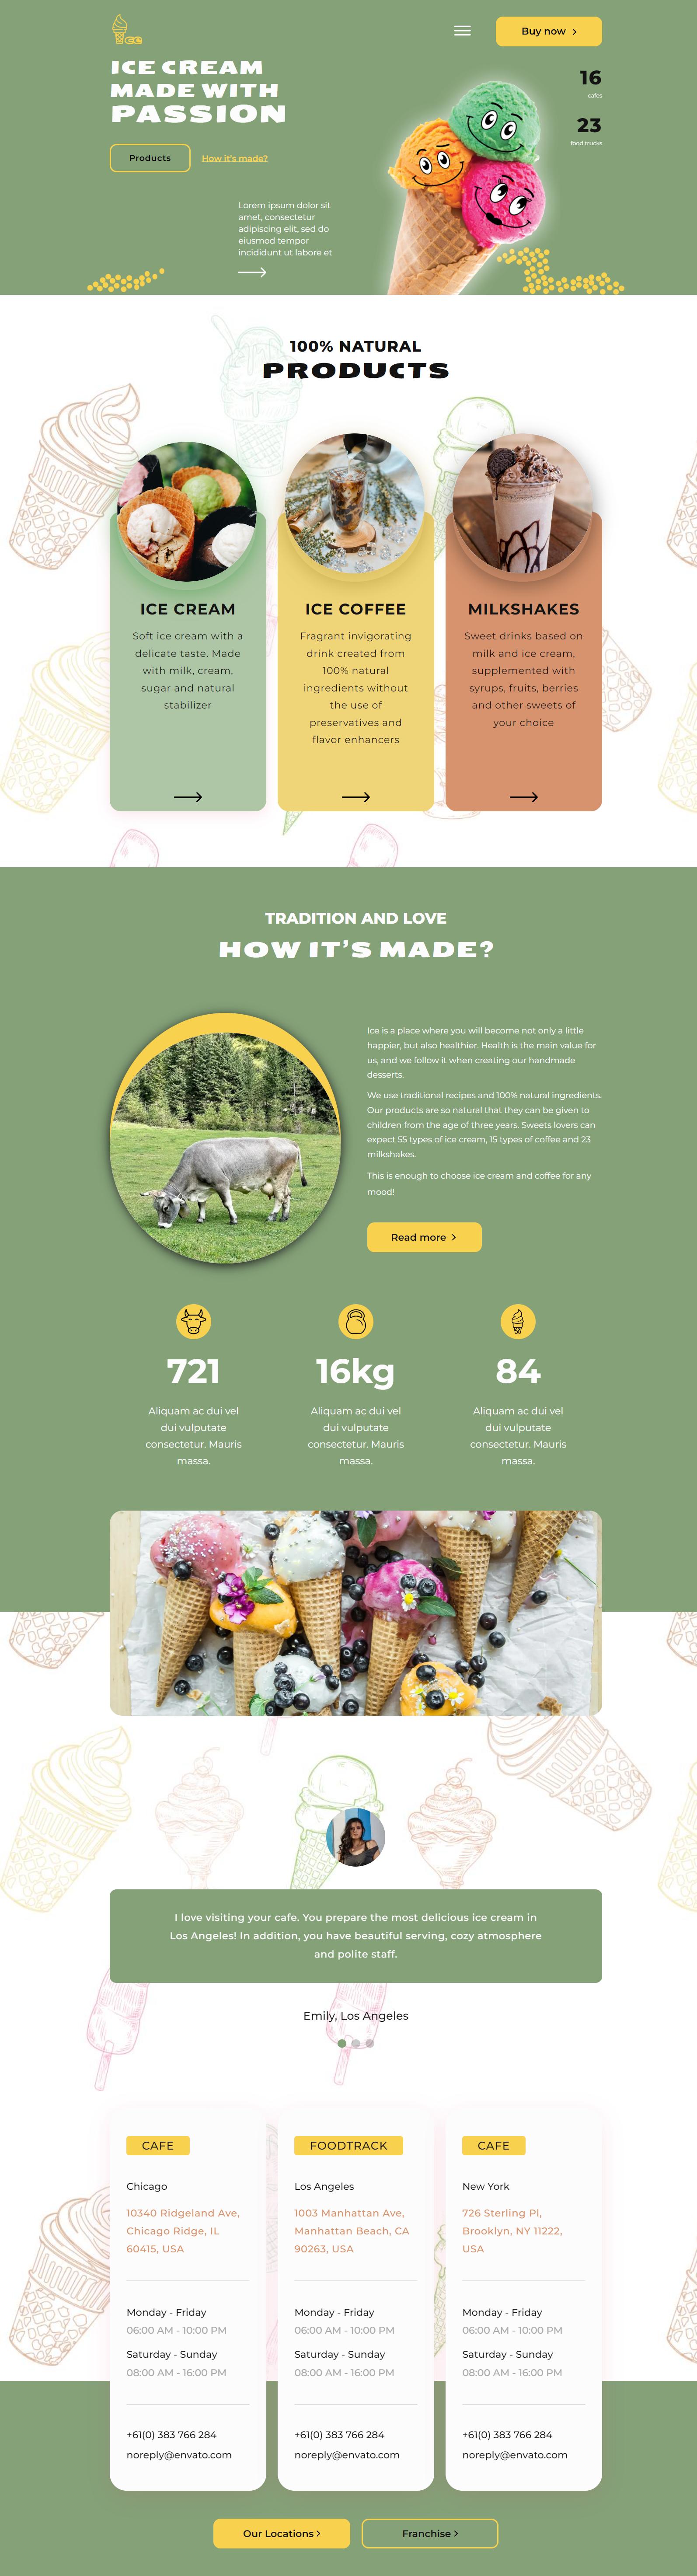 Ice
Buy now
ICE CREAM
MADE WITH
PASSION
16
cafes
23
food trucks
Products
How it's made?
Lorem ipsum dolor sit
amet, consectetur
adipiscing elit, sed do
eiusmod tempor
incididunt ut labore et
100% NATURAL
PRODUCTS
ICE CREAM
Soft ice cream with a
delicate taste. Made
with milk, cream,
sugar and natural
stabilizer
ICE COFFEE
Fragrant invigorating
drink created from
100% natural
ingredients without
the use of
preservatives and
flavor enhancers
MILKSHAKES
Sweet drinks based on
milk and ice cream,
supplemented with
syrups, fruits, berries
and other sweets of
your choice
TRADITION AND LOVE
HOW IT'S MADE?
Ice is a place where you will become not only a little
happier, but also healthier. Health is the main value for
us, and we follow it when creating our handmade
desserts.
We use traditional recipes and 100% natural ingredients.
Our products are so natural that they can be given to
children from the age of three years. Sweets lovers can
expect 55 types of ice cream, 15 types of coffee and 23
milkshakes.
This is enough to choose ice cream and coffee for any
mood!
Read more
721
Aliquam ac dui vel
dui vulputate
consectetur. Mauris
massa.
16kg
Aliquam ac dui vel
dui vulputate
consectetur. Mauris
massa.
84
Aliquam ac dui vel
dui vulputate
consectetur. Mauris
massa.
I love visiting your cafe. You prepare the most delicious ice cream in
Los Angeles! In addition, you have beautiful serving, cozy atmosphere
and polite staff.
Emily, Los Angeles
CAFE
Chicago
10340 Ridgeland Ave,
Chicago Ridge, IL
60415, USA
Monday - Friday
06:00 AM - 10:00 PM
Saturday - Sunday
08:00 AM - 16:00 PM
+61(0) 383 766 284
noreply@envato.com
FOODTRACK
Los Angeles
1003 Manhattan Ave,
Manhattan Beach, CA
90263, USA
Monday - Friday
06:00 AM - 10:00 PM
Saturday - Sunday
08:00 AM - 16:00 PM
+61(0) 383 766 284
noreply@envato.com
CAFE
New York
726 Sterling Pl,
Brooklyn, NY 11222,
USA
Monday - Friday
06:00 AM - 10:00 PM
Saturday - Sunday
08:00 AM - 16:00 PM
+61(0) 383 766 284
noreply@envato.com
Our Locations
Franchise